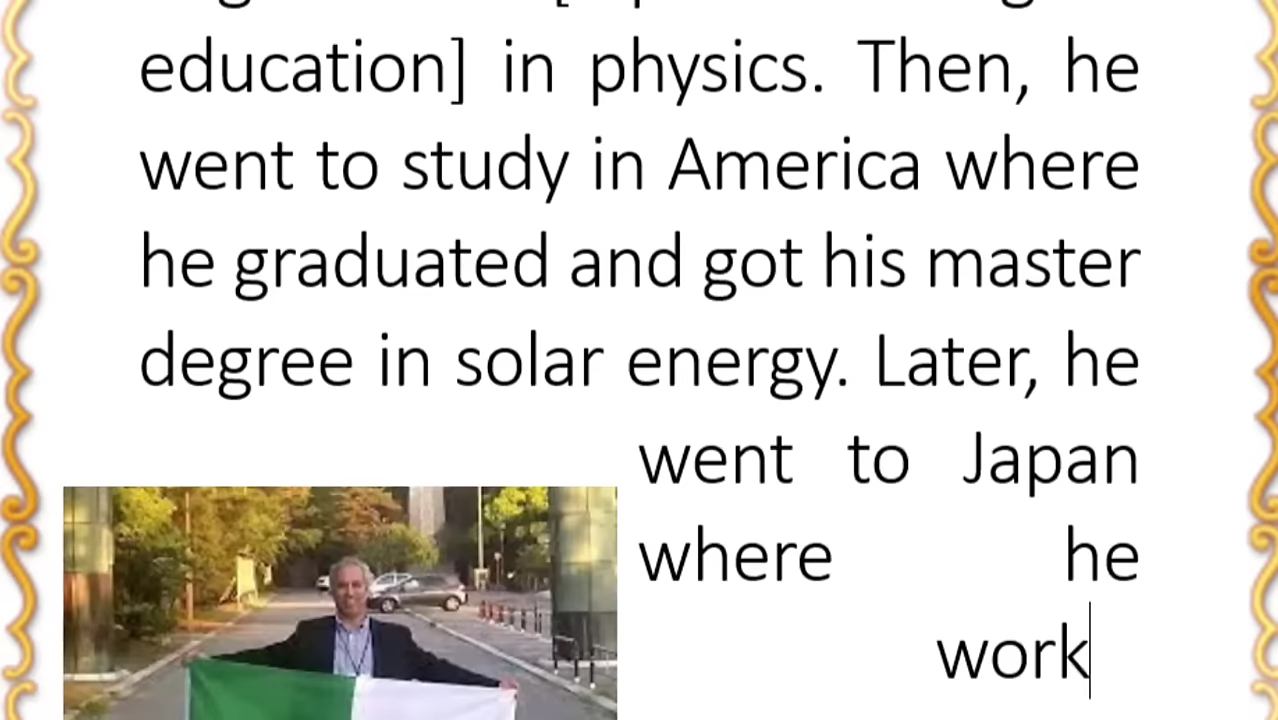 education] in physics. Then, he
went to study in America where
he graduated and got his master
degree in solar energy. Later, he
went to Japan
where he
work